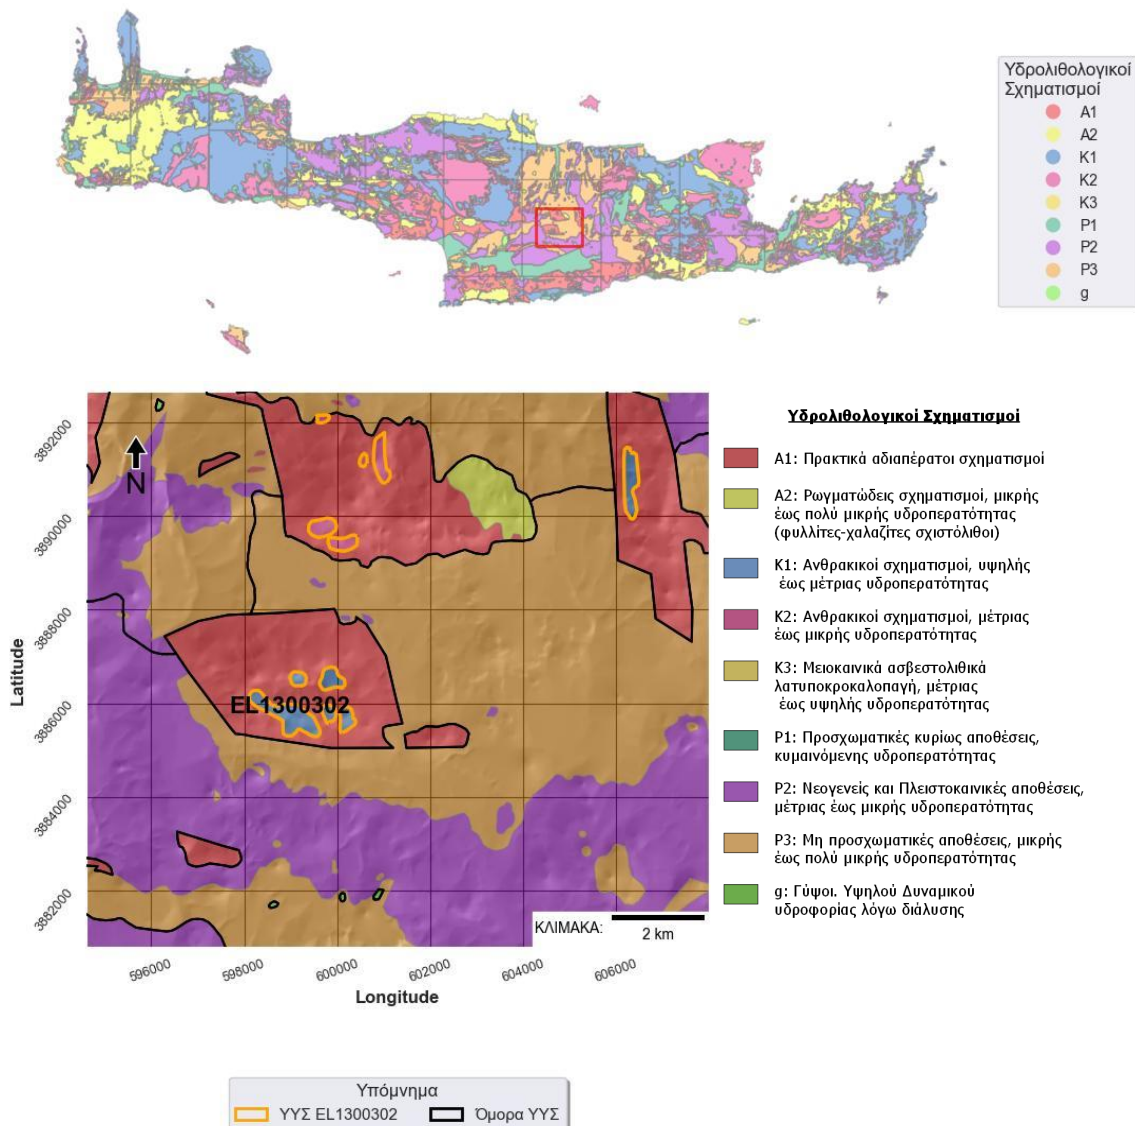 Υδρολιθολογικοί
Σχηματισμοί
A1
A2
K1
K2
K3
P1
P2
P3
g
Υδρολιθολογικοί Σχηματισμοί
A1: Πρακτικά αδιαπέρατοι σχηματισμοί
A2: Ρωγματώδεις σχηματισμοί, μικρής
έως πολύ μικρής υδροπερατότητας
(φυλλίτες-χαλαζίτες σχιστόλιθοι)
K1: Ανθρακικοί σχηματισμοί, υψηλής
έως μέτριας υδροπερατότητας
K2: Ανθρακικοί σχηματισμοί, μέτριας
έως μικρής υδροπερατότητας
K3: Μειοκαινικά ασβεστολιθικά
λατυποκροκαλοπαγή, μέτριας
έως υψηλής υδροπερατότητας
P1: Προσχωματικές κυρίως αποθέσεις,
κυμαινόμενης υδροπερατότητας
P2: Νεογενείς και Πλειστοκαινικές αποθέσεις,
μέτριας έως μικρής υδροπερατότητας
P3: Μη προσχωματικές αποθέσεις, μικρής
έως πολύ μικρής υδροπερατότητας
g: Γύψοι. Υψηλού Δυναμικού
υδροφορίας λόγω διάλυσης
N
EL1300302
ΚΛΙΜΑΚΑ:
2 km
Latitude
3892000
3890000
3888000
3886000
3884000
3882000
596000
598000
600000
602000
604000
606000
Longitude
Υπόμνημα
ΥΥΣ EL1300302
Όμορα ΥΥΣ